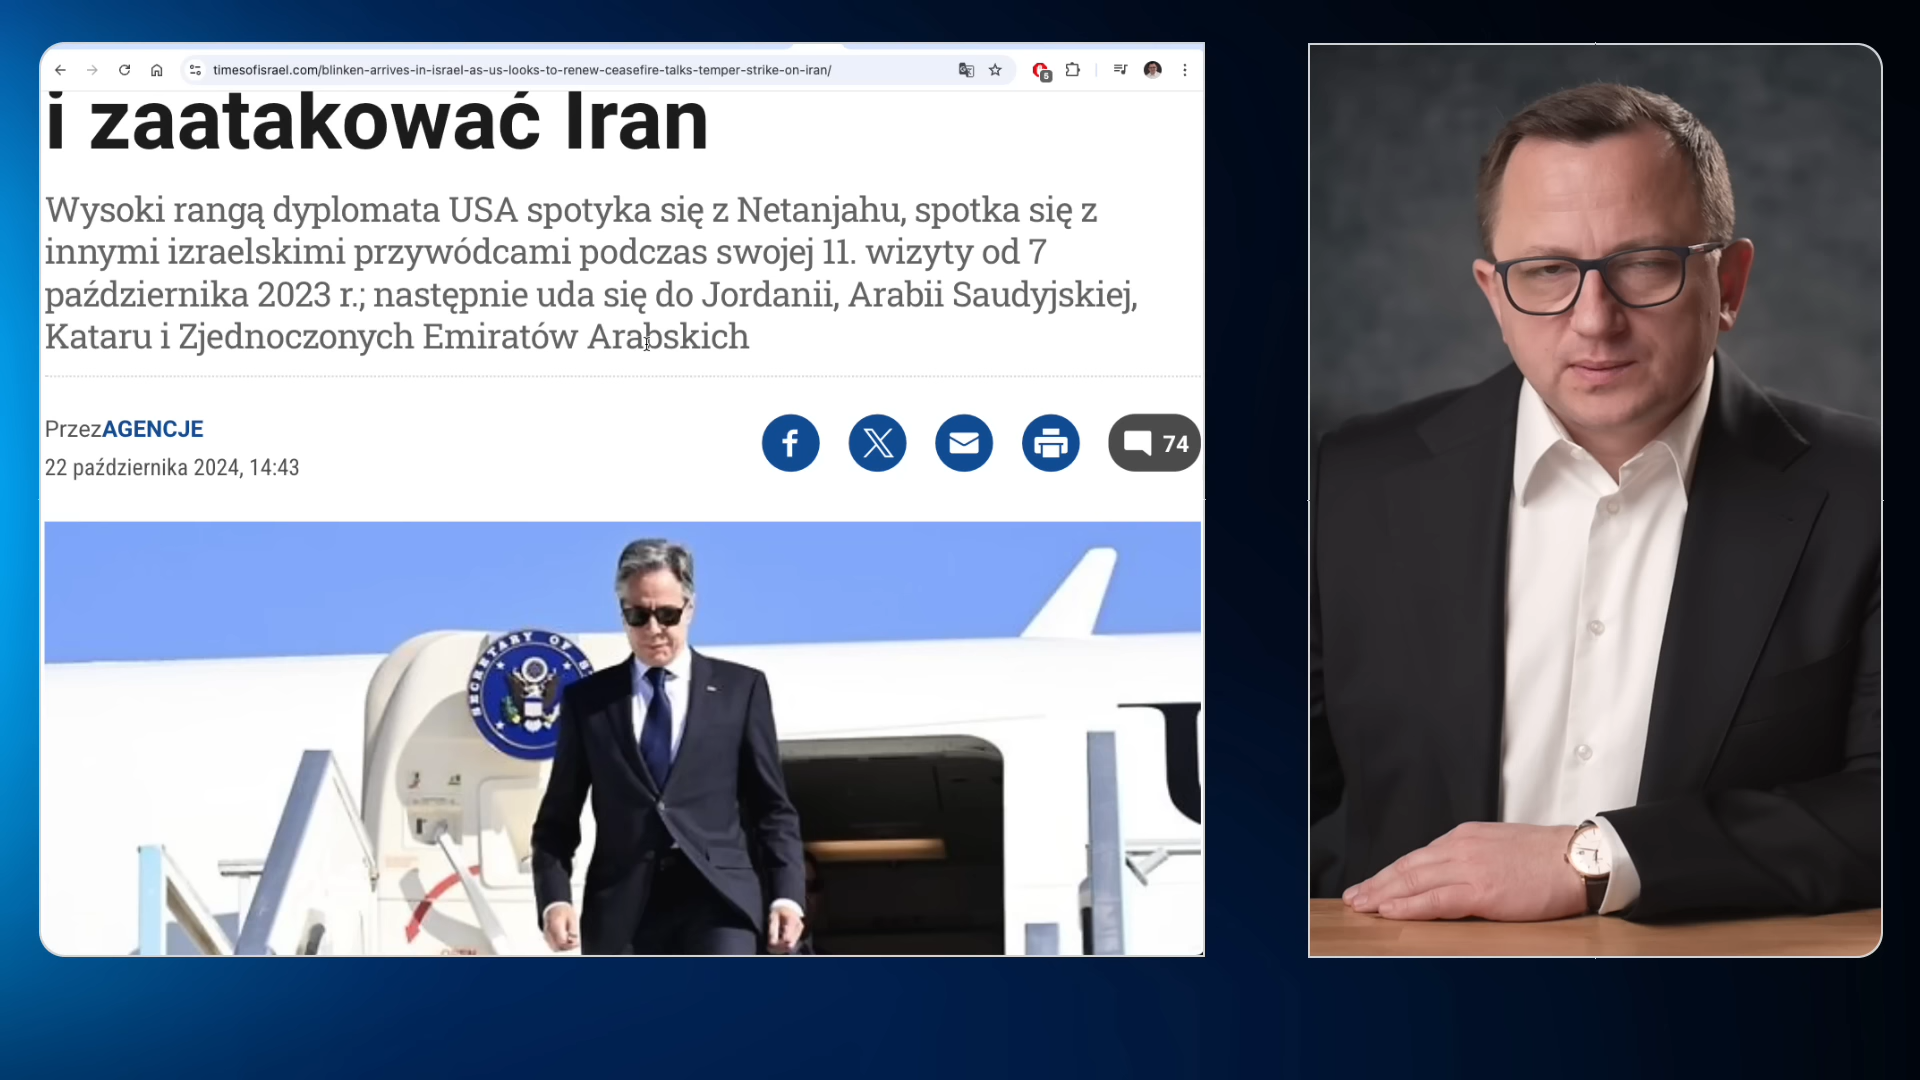 timesofisrael.com/blinken-arrives-in-israel-as-us-looks-to-renew-ceasefire-talks-temper-strike-on-iran/
6
i zaatakować Iran
Wysoki rangą dyplomata USA spotyka się z Netanjahu, spotka się z
innymi izraelskimi przywódcami podczas swojej 11. wizyty od 7
października 2023 r.; następnie uda się do Jordanii, Arabii Saudyjskiej,
Kataru i Zjednoczonych Emiratów Arabskich
PrzezAGENCJE
22 października 2024, 14:43
74
SECRETARY OF S
U